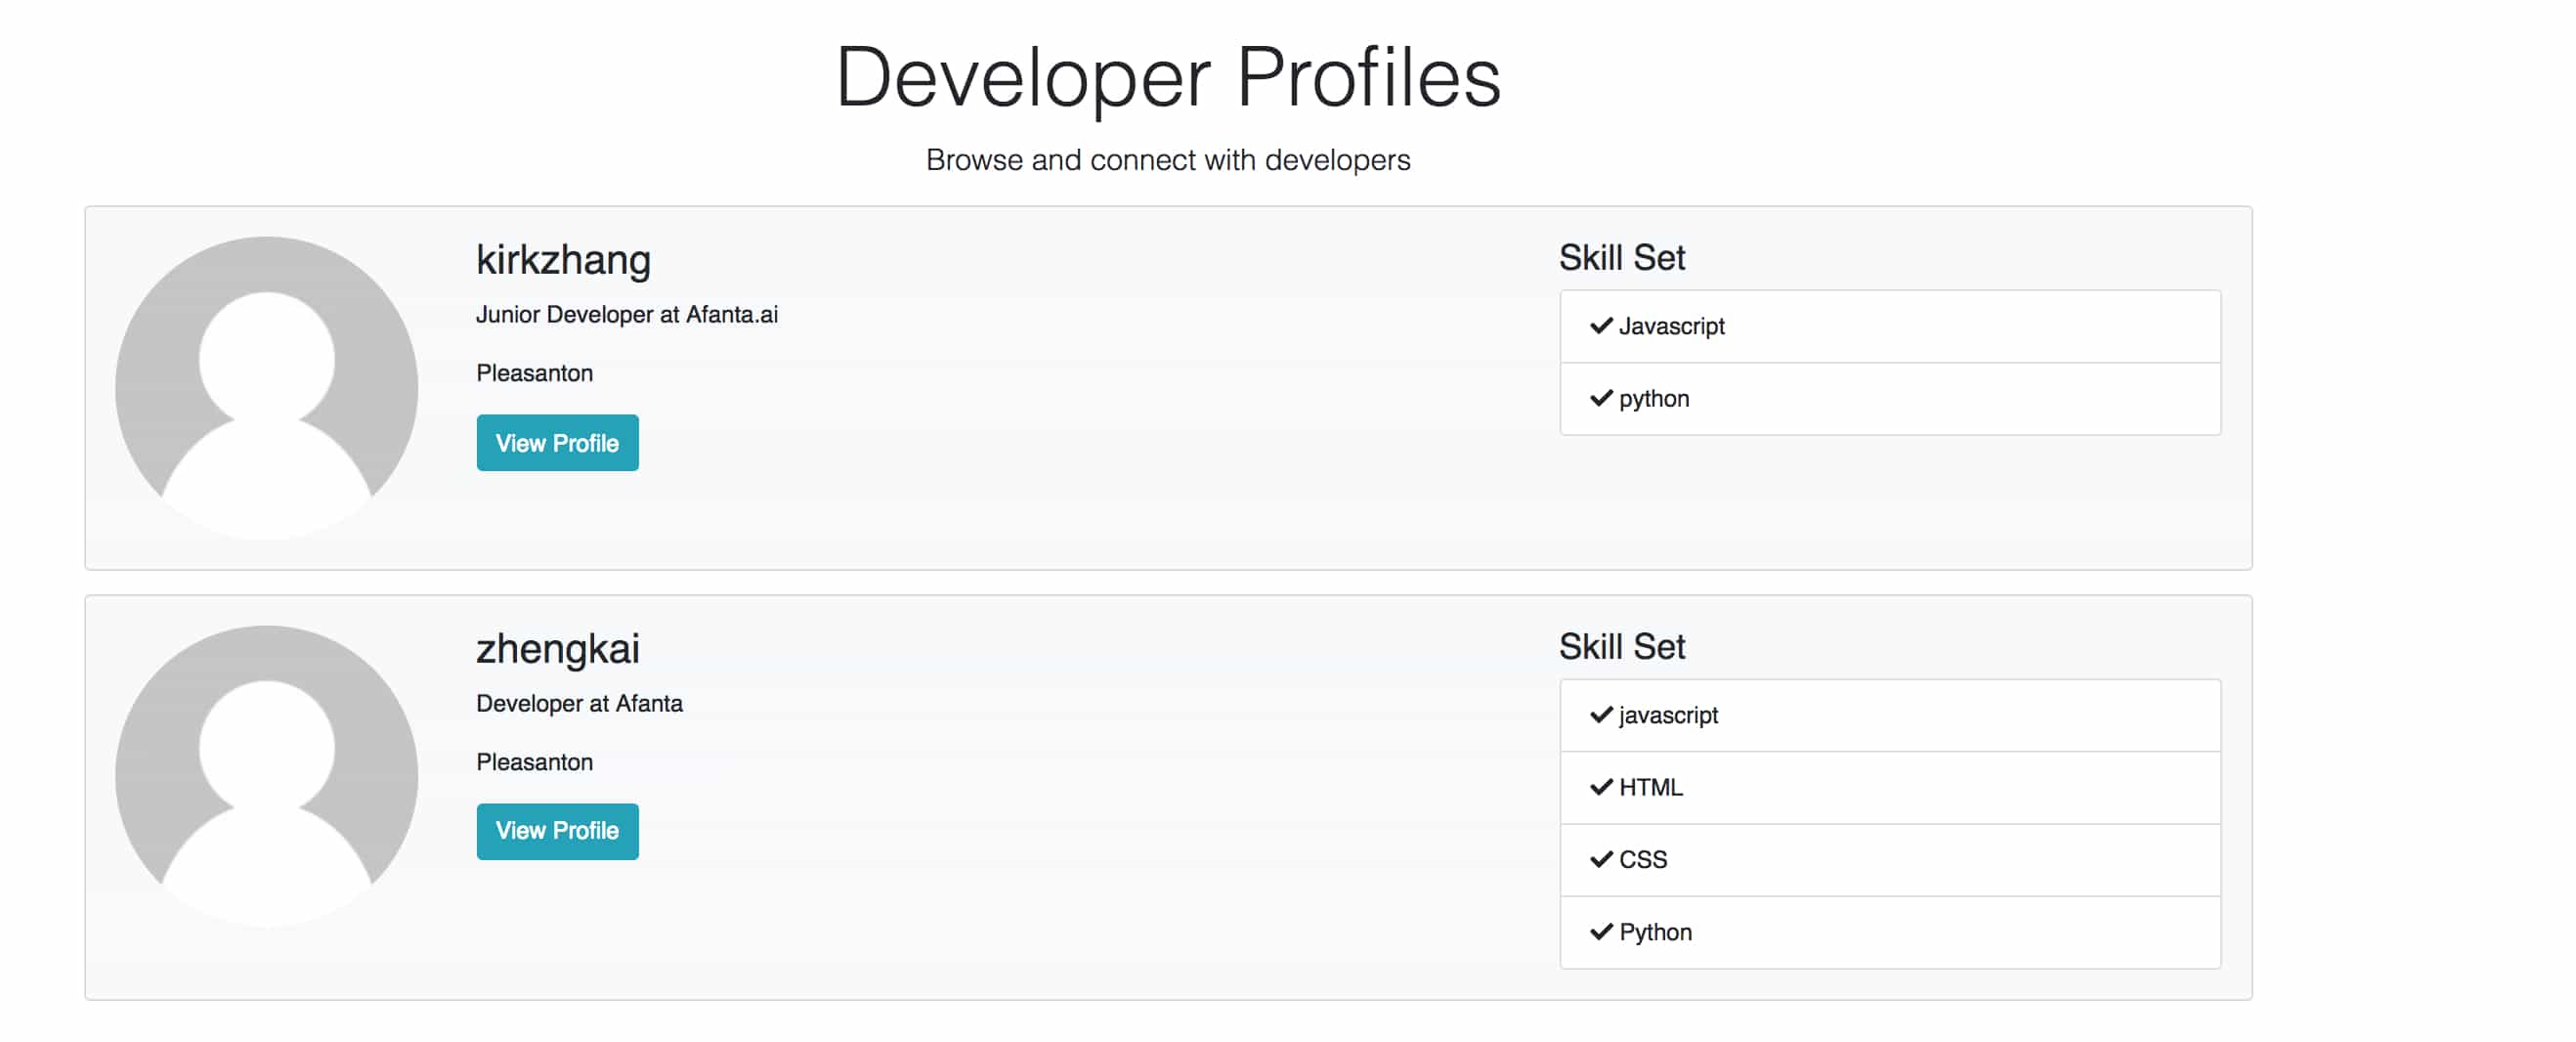 Developer Profiles
Browse and connect with developers
kirkzhang
Junior Developer at Afanta.ai
Pleasanton
View Profile
Skill Set
Javascript
python
zhengkai
Developer at Afanta
Pleasanton
View Profile
Skill Set
javascript
HTML
CSS
Python